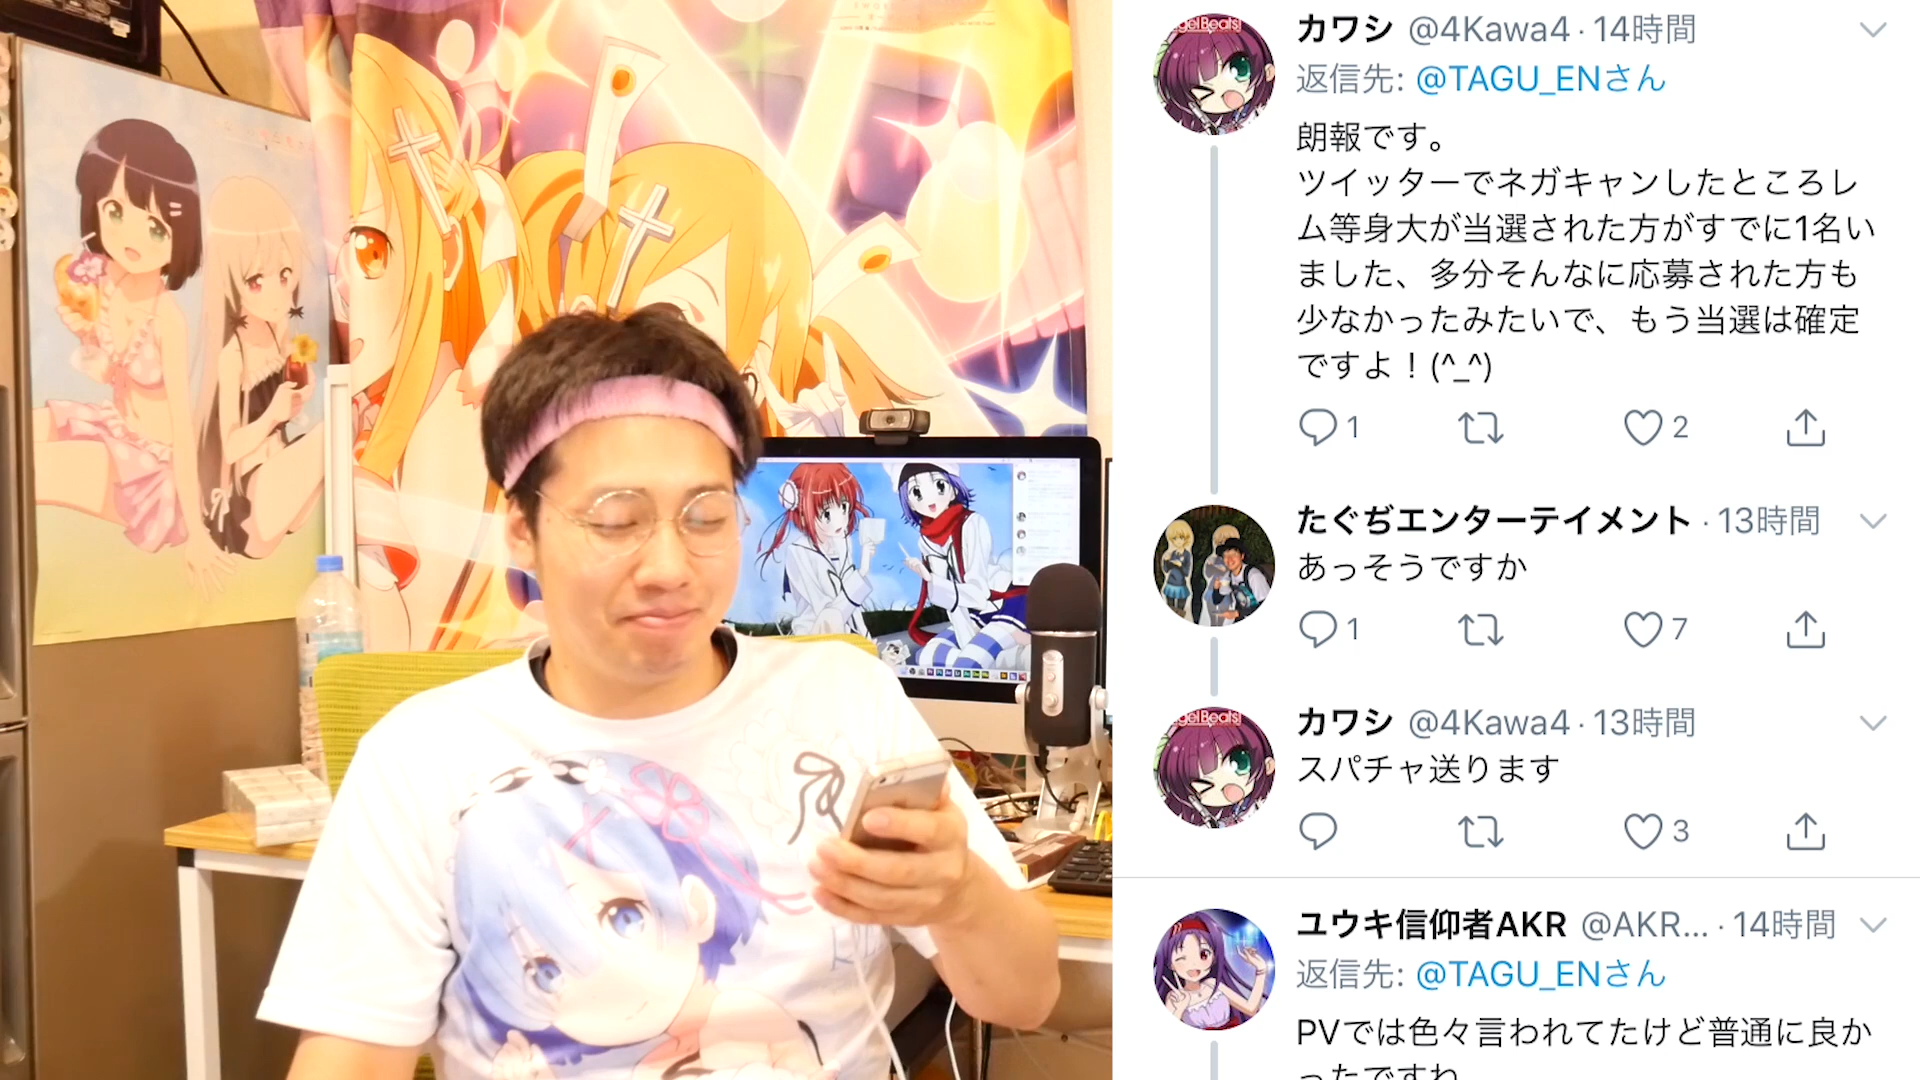 カワシ @4Kawa4 · 14時間
返信先: @TAGU_ENさん
朗報です。
ツイッターでネガキャンしたところレ
ム等身大が当選された方がすでに1名い
ました、多分そんなに応募された方も
少なかったみたいで、もう当選は確定
ですよ！(^_^)
1 2
たぐぢエンターテイメント · 13時間
あっそうですか
1 7
カワシ @4Kawa4 · 13時間
スパチャ送ります
3
ユウキ信仰者AKR @AKR... · 14時間
返信先: @TAGU_ENさん
PVでは色々言われてたけど普通に良か
ったですね